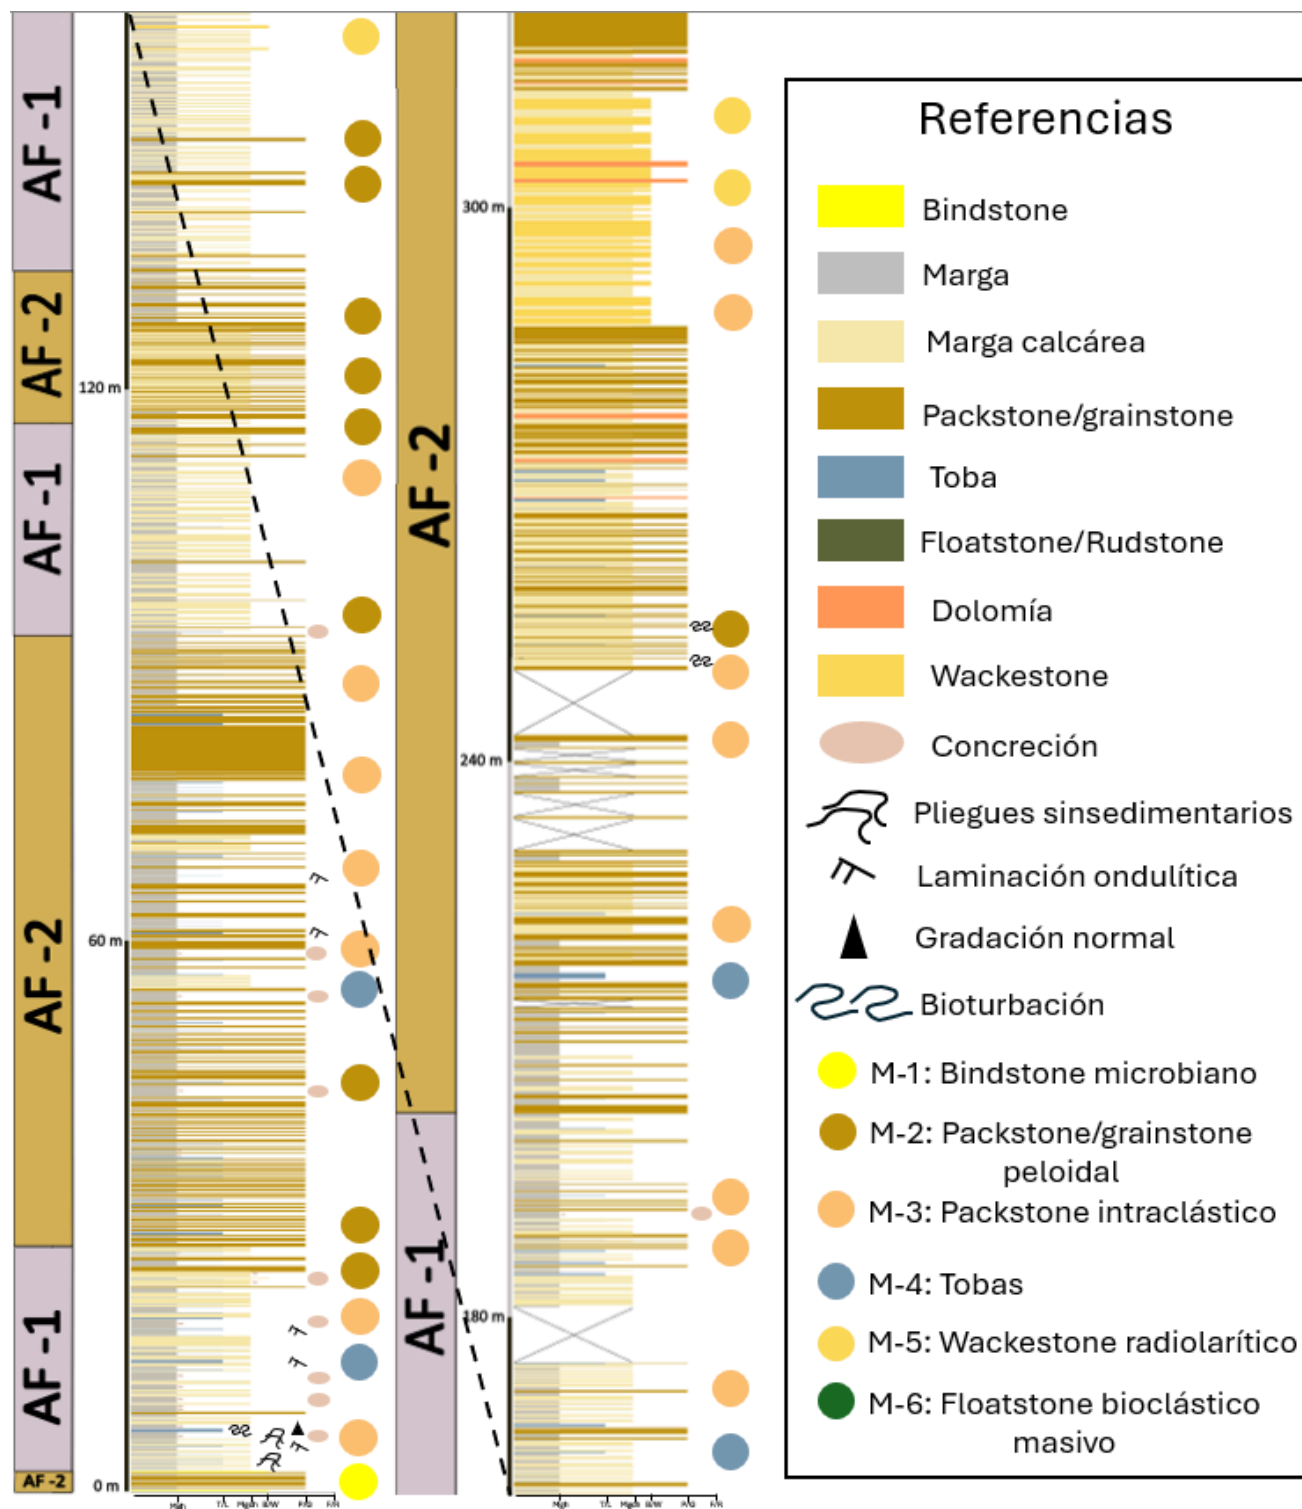 AF -1
AF -2
AF -1
AF -2
AF -1
AF -2
120 m
60 m
0 m
AF -2
AF -1
300 m
240 m
180 m
Mgh
T/L
B/W
P/G
F/R
Mgh
T/L
B/W
P/G
F/R
Referencias
Bindstone
Marga
Marga calcárea
Packstone/grainstone
Toba
Floatstone/Rudstone
Dolomía
Wackestone
Concreción
Pliegues sinsedimentarios
Laminación ondulítica
Gradación normal
Bioturbación
M-1: Bindstone microbiano
M-2: Packstone/grainstone
peloidal
M-3: Packstone intraclástico
M-4: Tobas
M-5: Wackestone radiolarítico
M-6: Floatstone bioclástico
masivo